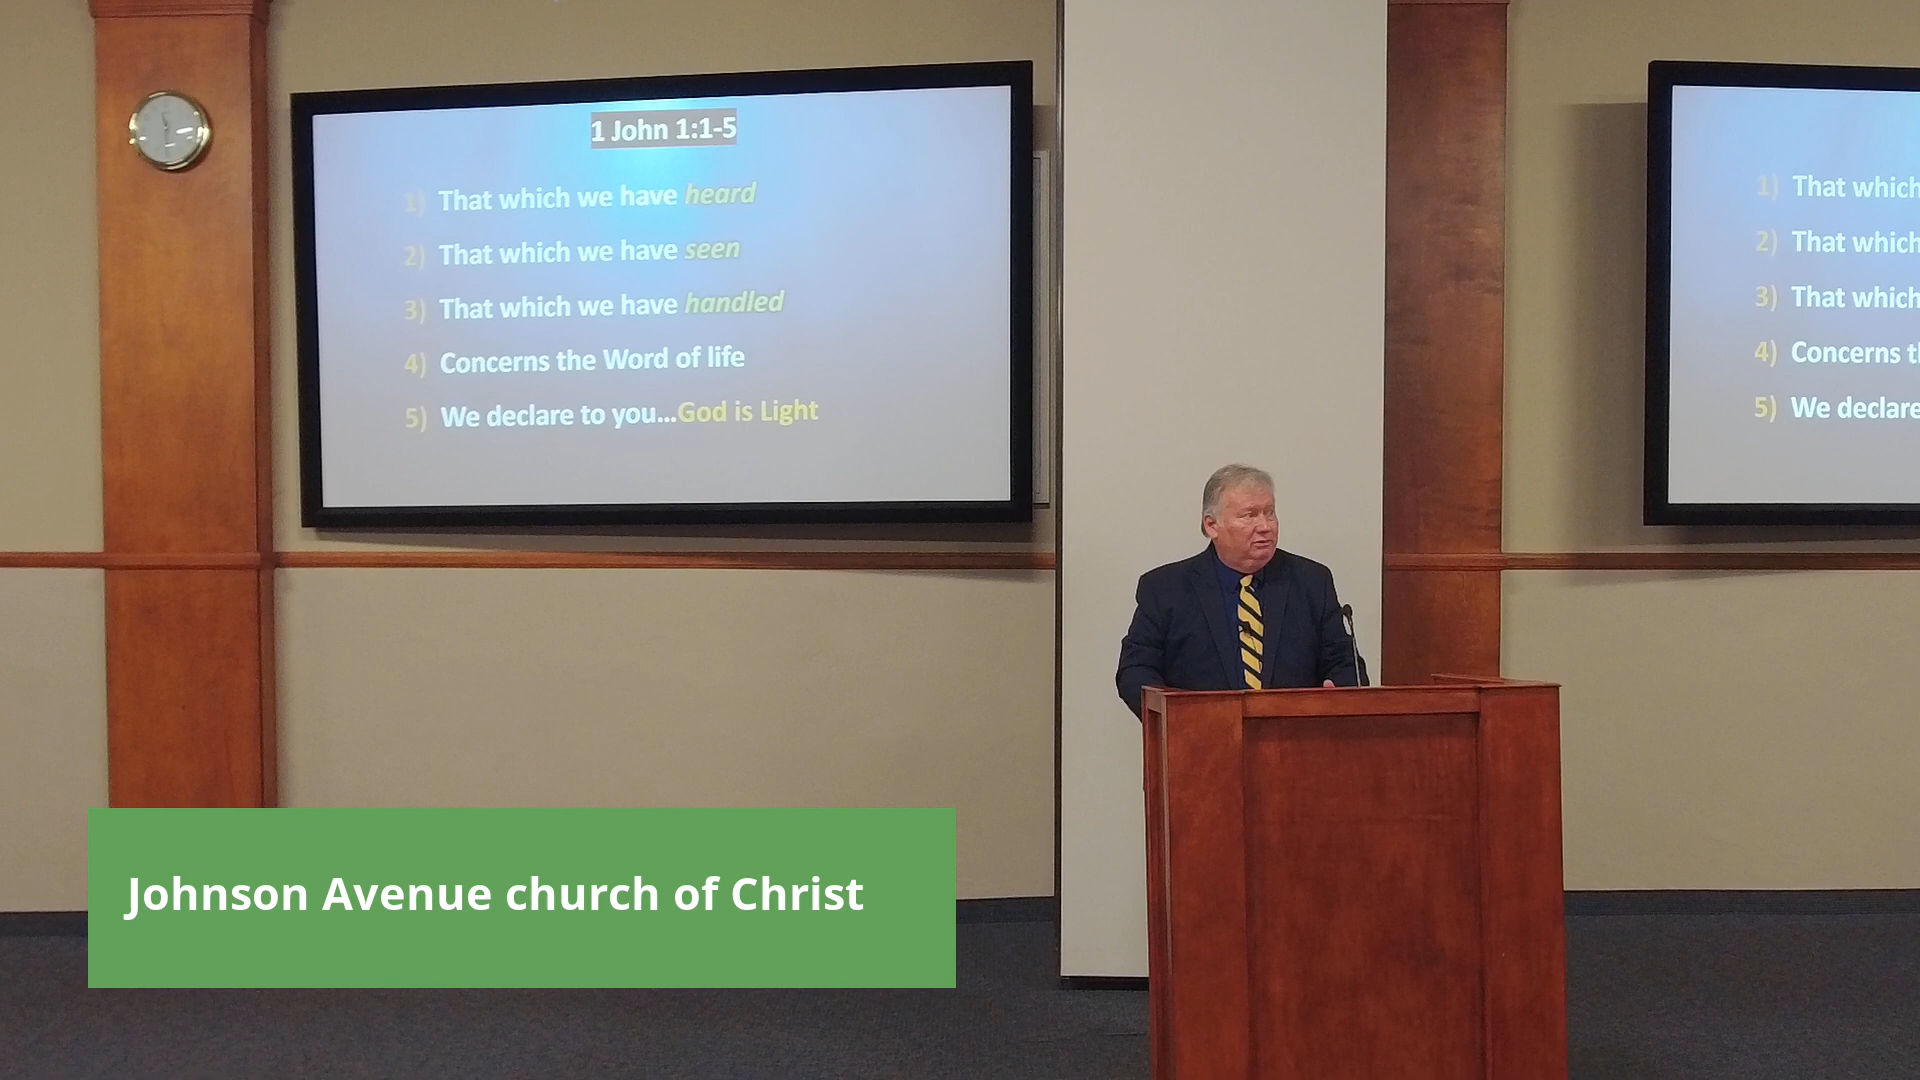 1 John 1:1-5
1) That which we have heard
2) That which we have seen
3) That which we have handled
4) Concerns the Word of life
5) We declare to you...God is Light
1) That which
2) That which
3) That which
4) Concerns
5) We declare
Johnson Avenue church of Christ